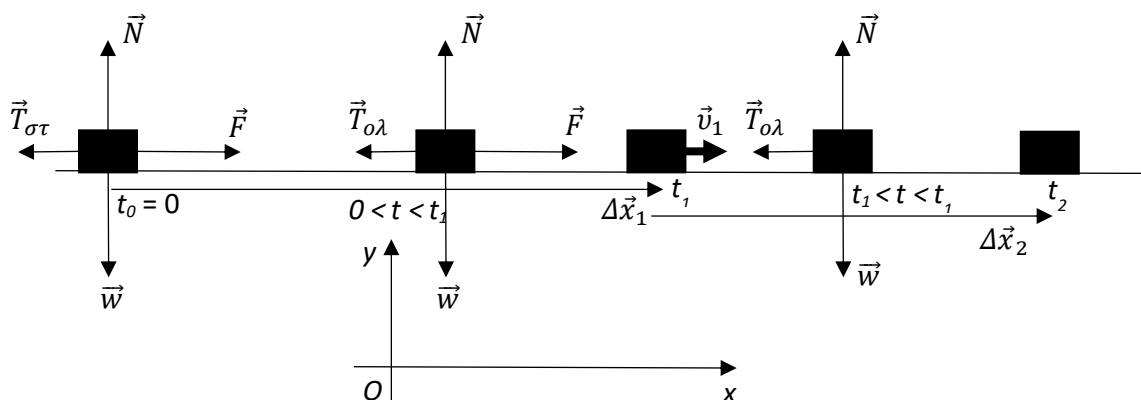 N⃗ N⃗ N⃗
T⃗στ F⃗ T⃗ολ F⃗ υ⃗1 T⃗ολ
t0 = 0 0 < t < t1 Δx⃗1 t1 t1 < t < t1 t2
Δx⃗2
y
w⃗ w⃗ w⃗
O x